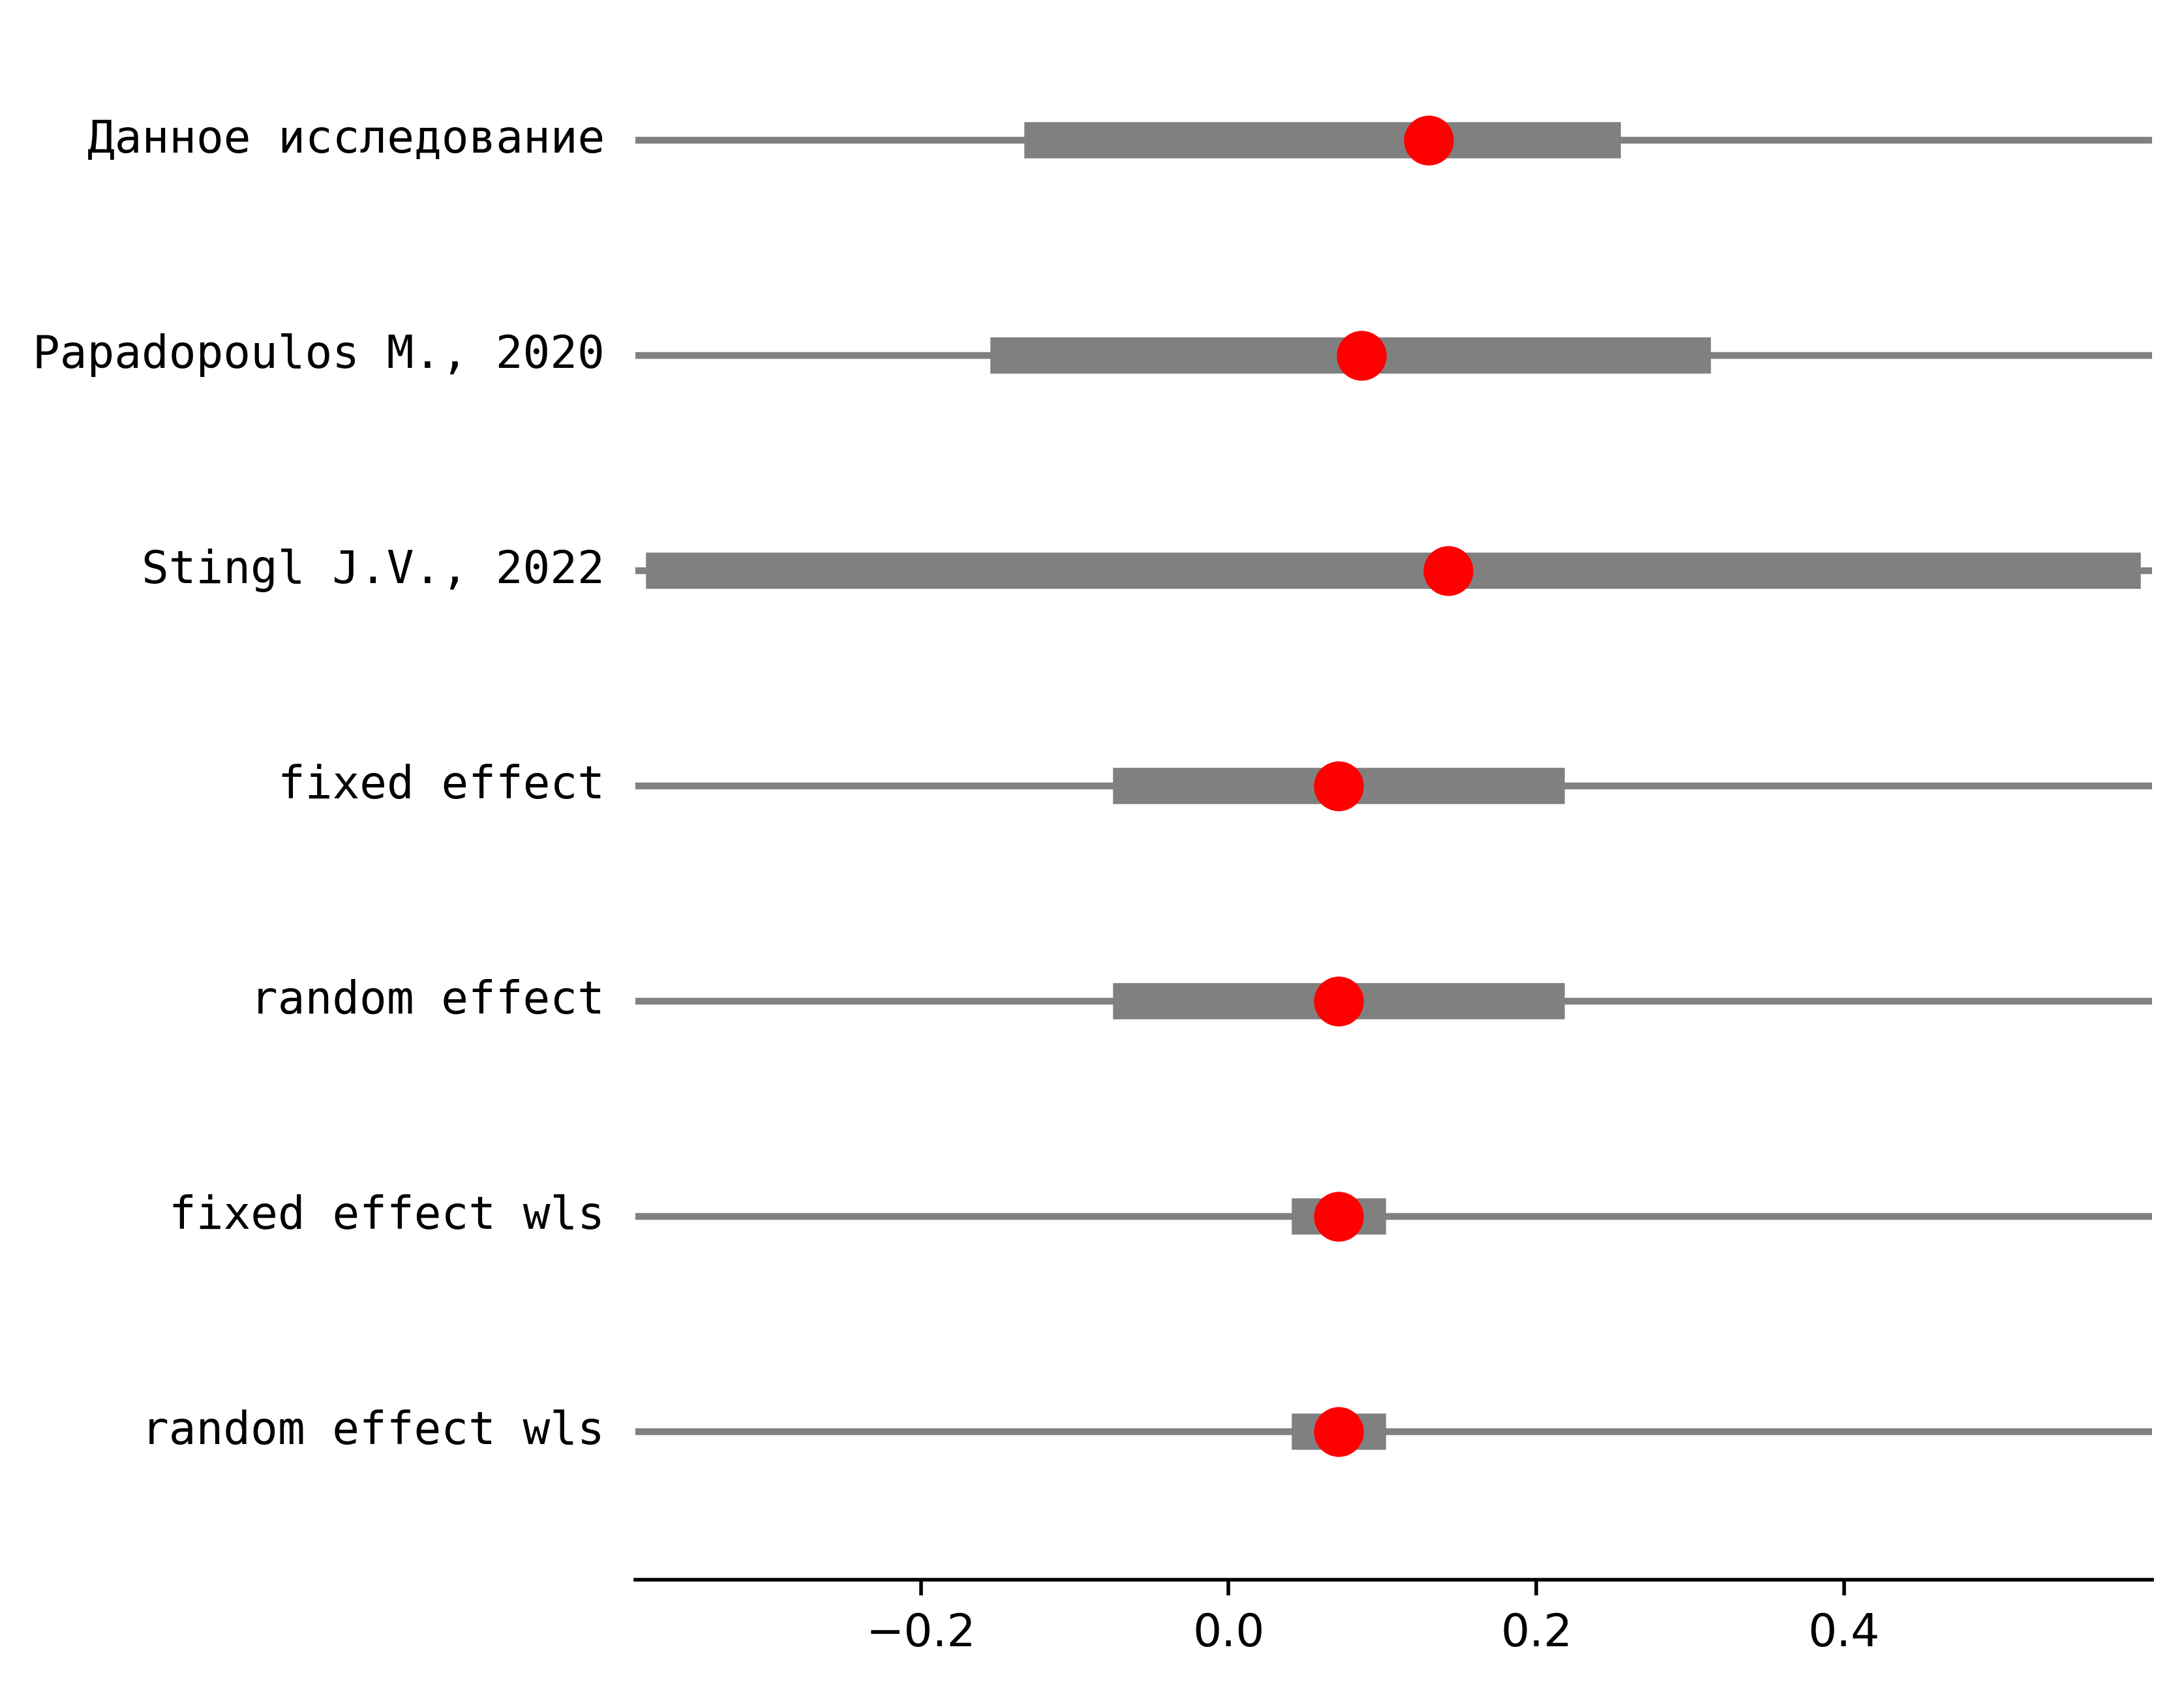 Данное исследование
Papadopoulos M., 2020
Stingl J.V., 2022
fixed effect
random effect
fixed effect wls
random effect wls
−0.2 0.0 0.2 0.4